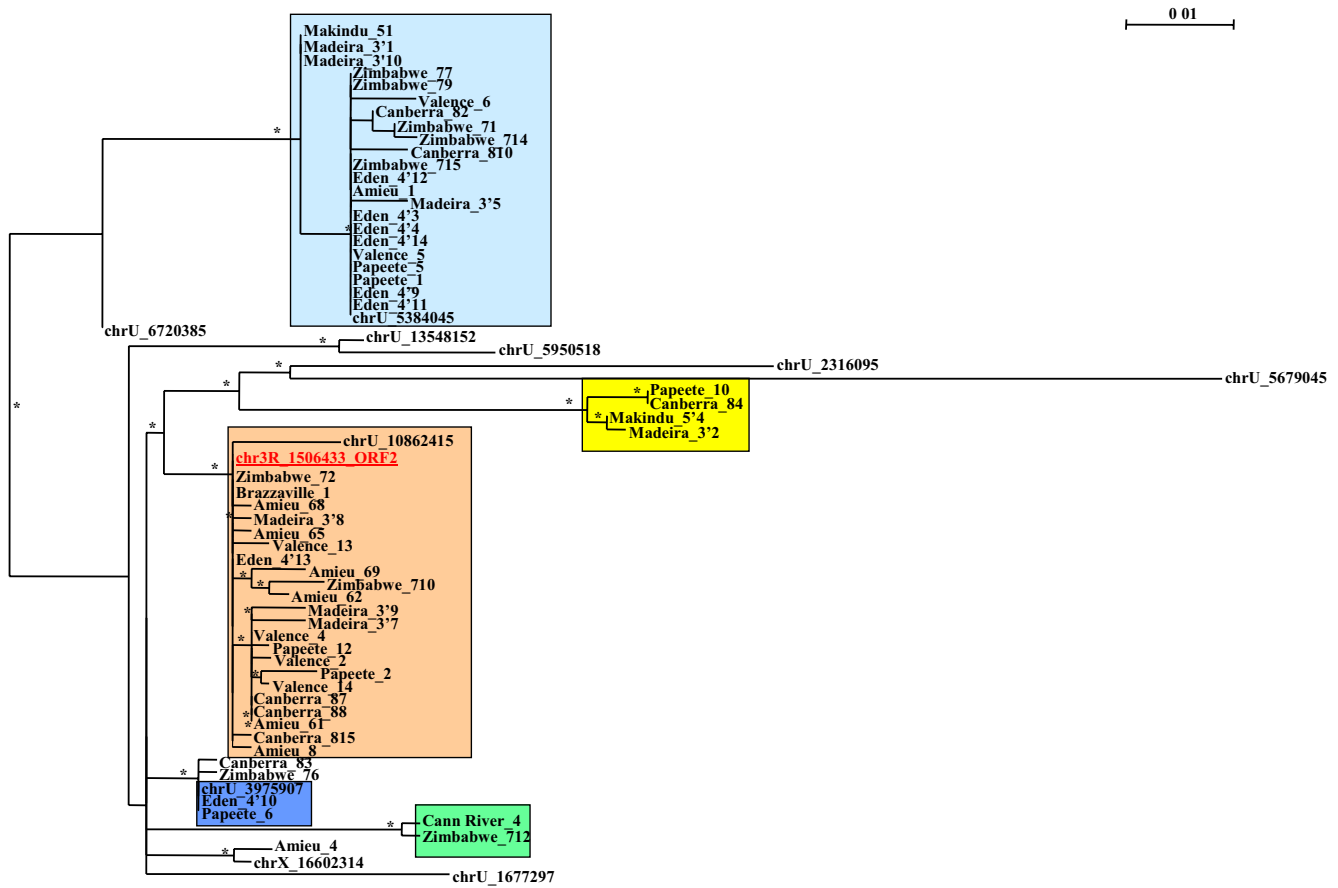 0 01
Makindu_51
Madeira_3’1
Madeira_3'10
Zimbabwe_77
Zimbabwe_79
Valence_6
Canberra_82
Zimbabwe_71
Zimbabwe_714
Canberra_810
Zimbabwe_715
Eden_4’12
Amieu_1
Madeira_3’5
Eden_4’3
Eden_4’4
Eden_4’14
Valence_5
Papeete_5
Papeete_1
Eden_4’9
Eden_4’11
chrU_5384045
chrU_6720385
chrU_13548152
chrU_5950518
chrU_2316095
chrU_5679045
Papeete_10
Canberra_84
Makindu_5’4
Madeira_3’2
chrU_10862415
chr3R_1506433_ORF2
Zimbabwe_72
Brazzaville_1
Amieu_68
Madeira_3’8
Amieu_65
Valence_13
Eden_4’13
Amieu_69
Zimbabwe_710
Amieu_62
Madeira_3’9
Madeira_3’7
Valence_4
Papeete_12
Valence_2
Papeete_2
Valence_14
Canberra_87
Canberra_88
Amieu_61
Canberra_815
Amieu_8
Canberra_83
Zimbabwe_76
chrU_3975907
Eden_4’10
Papeete_6
Cann River_4
Zimbabwe_712
Amieu_4
chrX_16602314
chrU_1677297